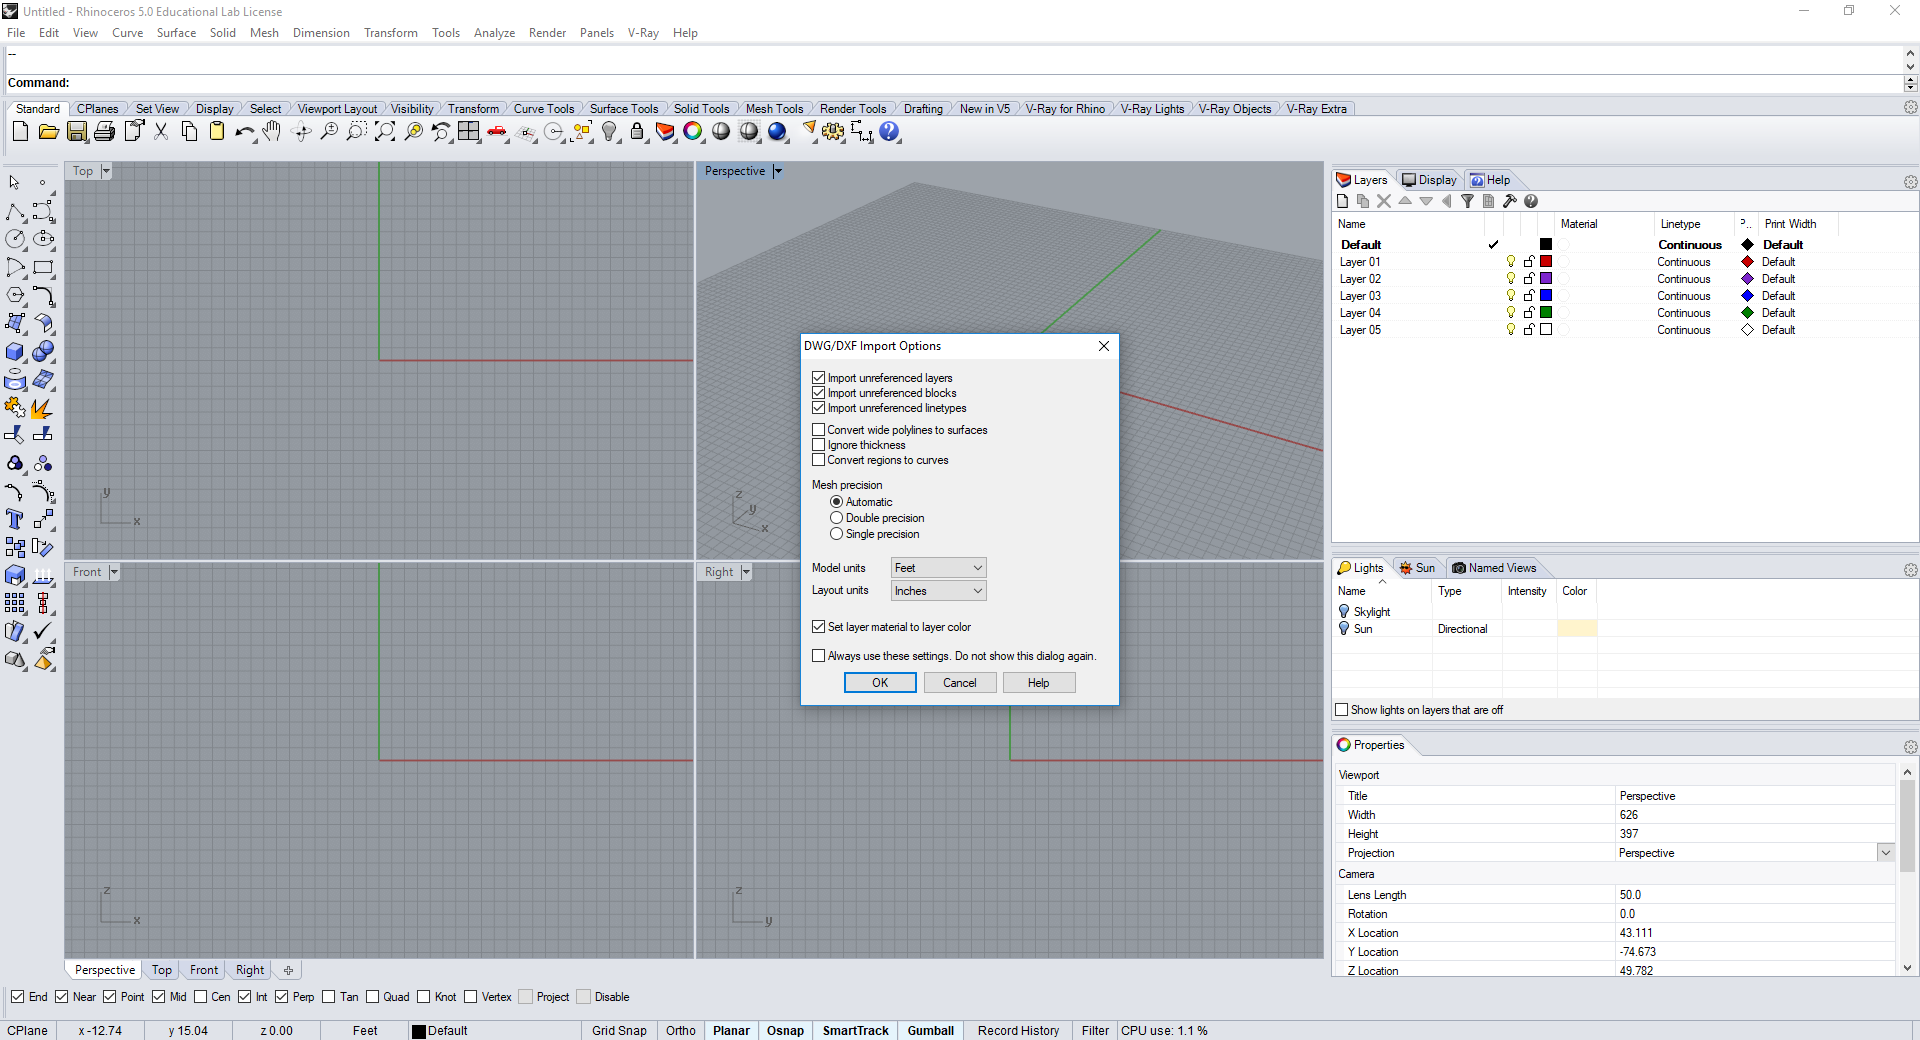 Untitled - Rhinoceros 5.0 Educational Lab License
File Edit View Curve Surface Solid Mesh Dimension Transform Tools Analyze Render Panels V-Ray Help
--
Command:
Standard CPlanes Set View Display Select Viewport Layout Visibility Transform Curve Tools Surface Tools Solid Tools Mesh Tools Render Tools Drafting New in V5 V-Ray for Rhino V-Ray Lights V-Ray Objects V-Ray Extra
Top
y
x
Perspective
z
y
x
Front
z
x
Right
z
y
DWG/DXF Import Options
Import unreferenced layers
Import unreferenced blocks
Import unreferenced linetypes
Convert wide polylines to surfaces
Ignore thickness
Convert regions to curves
Mesh precision
Automatic
Double precision
Single precision
Model units Feet
Layout units Inches
Set layer material to layer color
Always use these settings. Do not show this dialog again.
OK Cancel Help
Layers Display Help
Name Material Linetype P.. Print Width
Default Continuous Default
Layer 01 Continuous Default
Layer 02 Continuous Default
Layer 03 Continuous Default
Layer 04 Continuous Default
Layer 05 Continuous Default
Lights Sun Named Views
Name Type Intensity Color
Skylight
Sun Directional
Show lights on layers that are off
Properties
Viewport
Title Perspective
Width 626
Height 397
Projection Perspective
Camera
Lens Length 50.0
Rotation 0.0
X Location 43.111
Y Location -74.673
Z Location 49.782
Perspective Top Front Right
End Near Point Mid Cen Int Perp Tan Quad Knot Vertex Project Disable
CPlane x -12.74 y 15.04 z 0.00 Feet Default Grid Snap Ortho Planar Osnap SmartTrack Gumball Record History Filter CPU use: 1.1 %